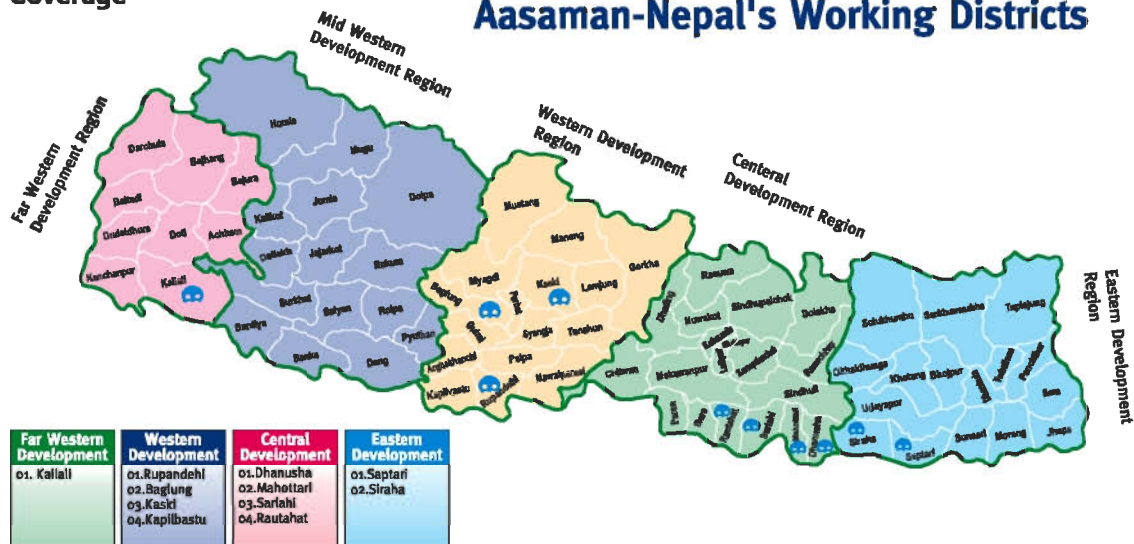 Coverage
Aasaman-Nepal's Working Districts
Mid Western
Development Region
Far Western
Development Region
Western Development
Region
Centeral
Development Region
Eastern Development
Region
Humla
Mugu
Dolpa
Jumla
Kalikot
Dailekh
Jajarkot
Rukum
Surkhet
Salyan
Rolpa
Pyuthan
Bardiya
Banke
Dang
Darchula
Bajhang
Bajura
Baitadi
Dadeldhura
Doti
Achham
Kanchanpur
Kailali
Mustang
Manang
Gorkha
Myagdi
Kaski
Lamjung
Baglung
Parbat
Gulmi
Syangja
Tanahun
Palpa
Arghakhanchi
Kapilvastu
Rupandehi
Nawalparasi
Rasuwa
Dhading
Nuwakot
Sindhupalchok
Dolakha
Chitwan
Makwanpur
Sindhuli
Parsa
Bara
Sarlahi
Dhanusha
Solukhumbu
Sankhuwasabha
Taplejung
Okhaldhunga
Khotang
Bhojpur
Udayapur
Siraha
Saptari
Sunsari
Morang
Jhapa
Far Western
Development
01. Kailali
Western
Development
01.Rupandehi
02.Baglung
03.Kaski
04.Kapilbastu
Central
Development
01.Dhanusha
02.Mahottari
03.Sarlahi
04.Rautahat
Eastern
Development
01.Saptari
02.Siraha